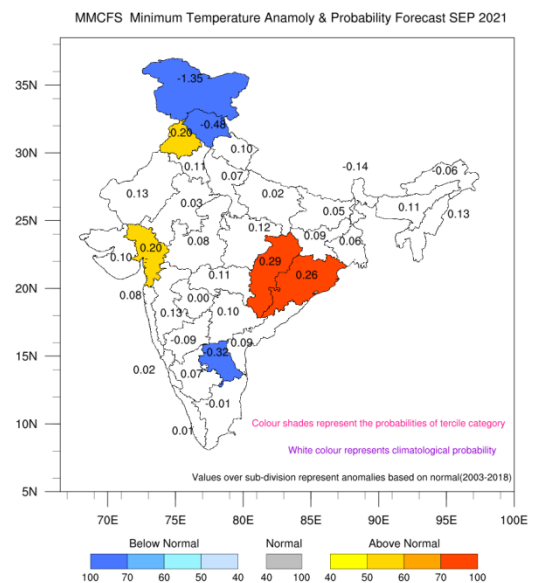 MMCFS Minimum Temperature Anamoly & Probability Forecast SEP 2021
35N
-1.35
-0.48
0.20
30N
0.10
0.11
-0.14
0.07
-0.06
0.13
0.02
0.03
0.05
0.11
0.13
25N
0.12
0.09
0.06
0.20
0.08
0.10
0.29
0.11
0.26
20N
0.08
0.00
0.13
0.10
-0.09
0.09
-0.32
15N
0.02
0.07
-0.01
10N
0.01
Colour shades represent the probabilities of tercile category
White colour represents climatological probability
Values over sub-division represent anomalies based on normal(2003-2018)
5N
70E 75E 80E 85E 90E 95E 100E
Below Normal Normal Above Normal
100 70 60 50 40 40 100 40 50 60 70 100